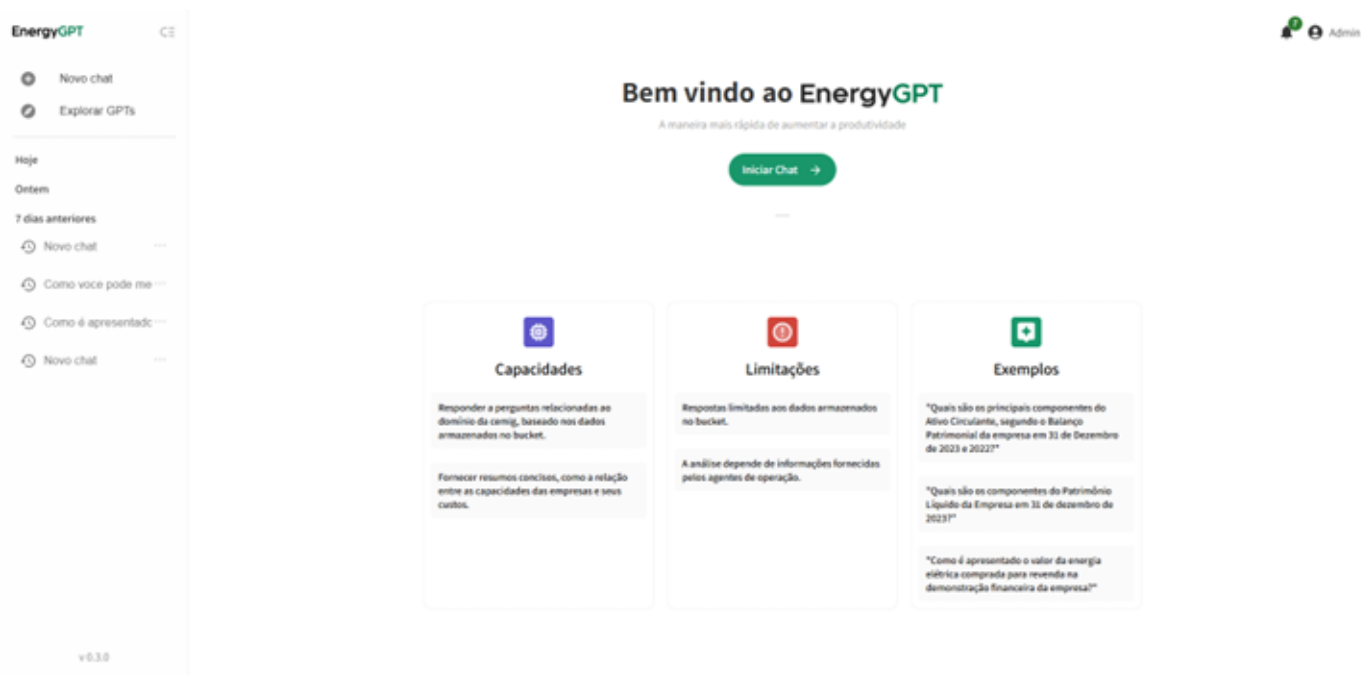 EnergyGPT
Novo chat
Explorar GPTs
Hoje
Ontem
7 dias anteriores
Novo chat
Como voce pode me ...
Como é apresentadc ...
Novo chat
v 0.3.0
7
Admin
Bem vindo ao EnergyGPT
A maneira mais rápida de aumentar a produtividade
Iniciar Chat →
Capacidades
Responder a perguntas relacionadas ao
domínio da cemig, baseado nos dados
armazenados no bucket.
Fornecer resumos concisos, como a relação
entre as capacidades das empresas e seus
custos.
Limitações
Respostas limitadas aos dados armazenados
no bucket.
A análise depende de informações fornecidas
pelos agentes de operação.
Exemplos
"Quais são os principais componentes do
Ativo Circulante, segundo o Balanço
Patrimonial da empresa em 31 de Dezembro
de 2023 e 2022?"
"Quais são os componentes do Patrimônio
Líquido da Empresa em 31 de dezembro de
2023?"
"Como é apresentado o valor da energia
elétrica comprada para revenda na
demonstração financeira da empresa?"